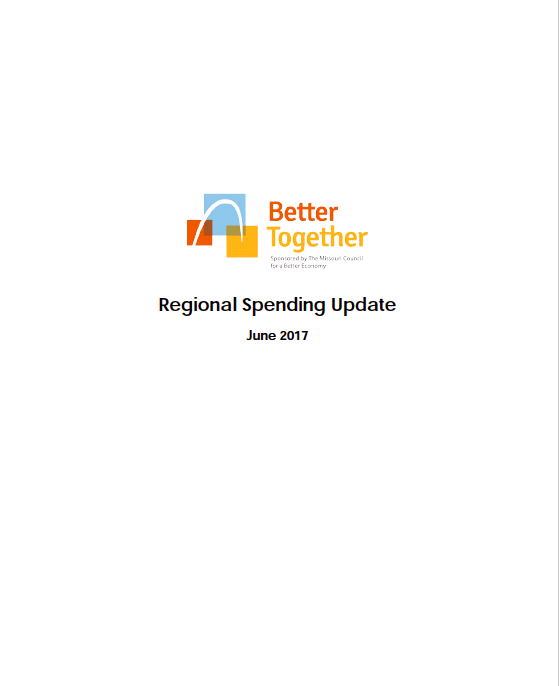 Better
Together
Sponsored by The Missouri Council
for a Better Economy
Regional Spending Update
June 2017